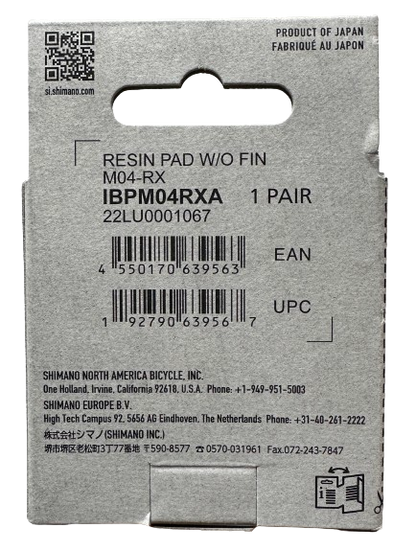 PRODUCT OF JAPAN
FABRIQUÉ AU JAPON
si.shimano.com
RESIN PAD W/O FIN
M04-RX
IBPM04RXA 1 PAIR
22LU0001067
4 550170 639563 EAN
1 92790 63956 7 UPC
SHIMANO NORTH AMERICA BICYCLE, INC.
One Holland, Irvine, California 92618, U.S.A. Phone: +1-949-951-5003
SHIMANO EUROPE B.V.
High Tech Campus 92, 5656 AG Eindhoven, The Netherlands Phone: +31-40-261-2222
株式会社シマノ(SHIMANO INC.)
堺市堺区老松町3丁77番地 〒590-8577 ☎0570-031961 Fax.072-243-7847